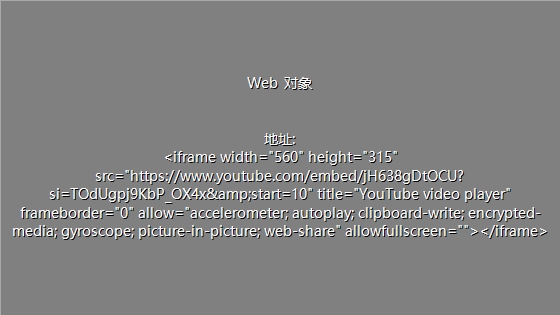 Web 对象
地址:
<iframe width="560" height="315"
src="https://www.youtube.com/embed/jH638gDtOCU?
si=TOdUgpj9KbP_OX4x&amp;start=10" title="YouTube video player"
frameborder="0" allow="accelerometer; autoplay; clipboard-write; encrypted-
media; gyroscope; picture-in-picture; web-share" allowfullscreen=""></iframe>